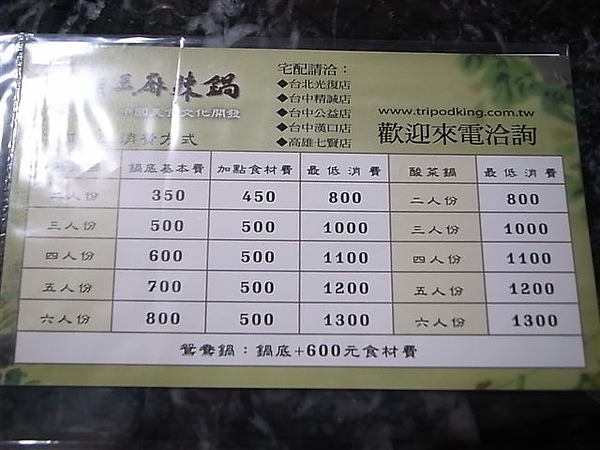 王麻辣鍋
中國美食文化開發
消費方式
宅配請洽：
◆台北光復店
◆台中精誠店
◆台中公益店
◆台中漢口店
◆高雄七賢店
www.tripodking.com.tw
歡迎來電洽詢
鍋底基本費 加點食材費 最低消費 酸菜鍋 最低消費
二人份 350 450 800 二人份 800
三人份 500 500 1000 三人份 1000
四人份 600 500 1100 四人份 1100
五人份 700 500 1200 五人份 1200
六人份 800 500 1300 六人份 1300
鴛鴦鍋：鍋底+600元食材費